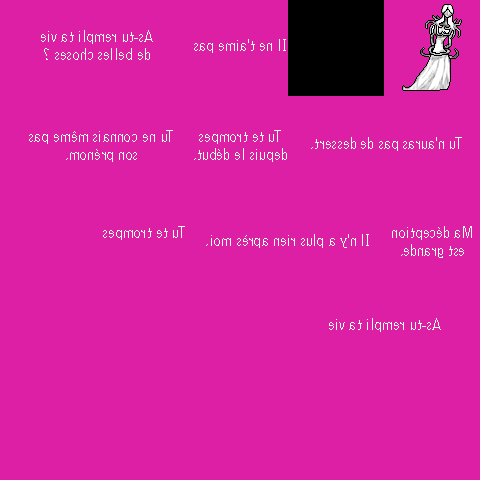 Il ne t'aime pas
As-tu rempli ta vie
de belles choses ?
Tu n'auras pas de dessert.
Tu te trompes
depuis le début.
Tu ne connais même pas
son prénom.
Ma déception
est grande.
Il n'y a plus rien après moi.
Tu te trompes
As-tu rempli ta vie